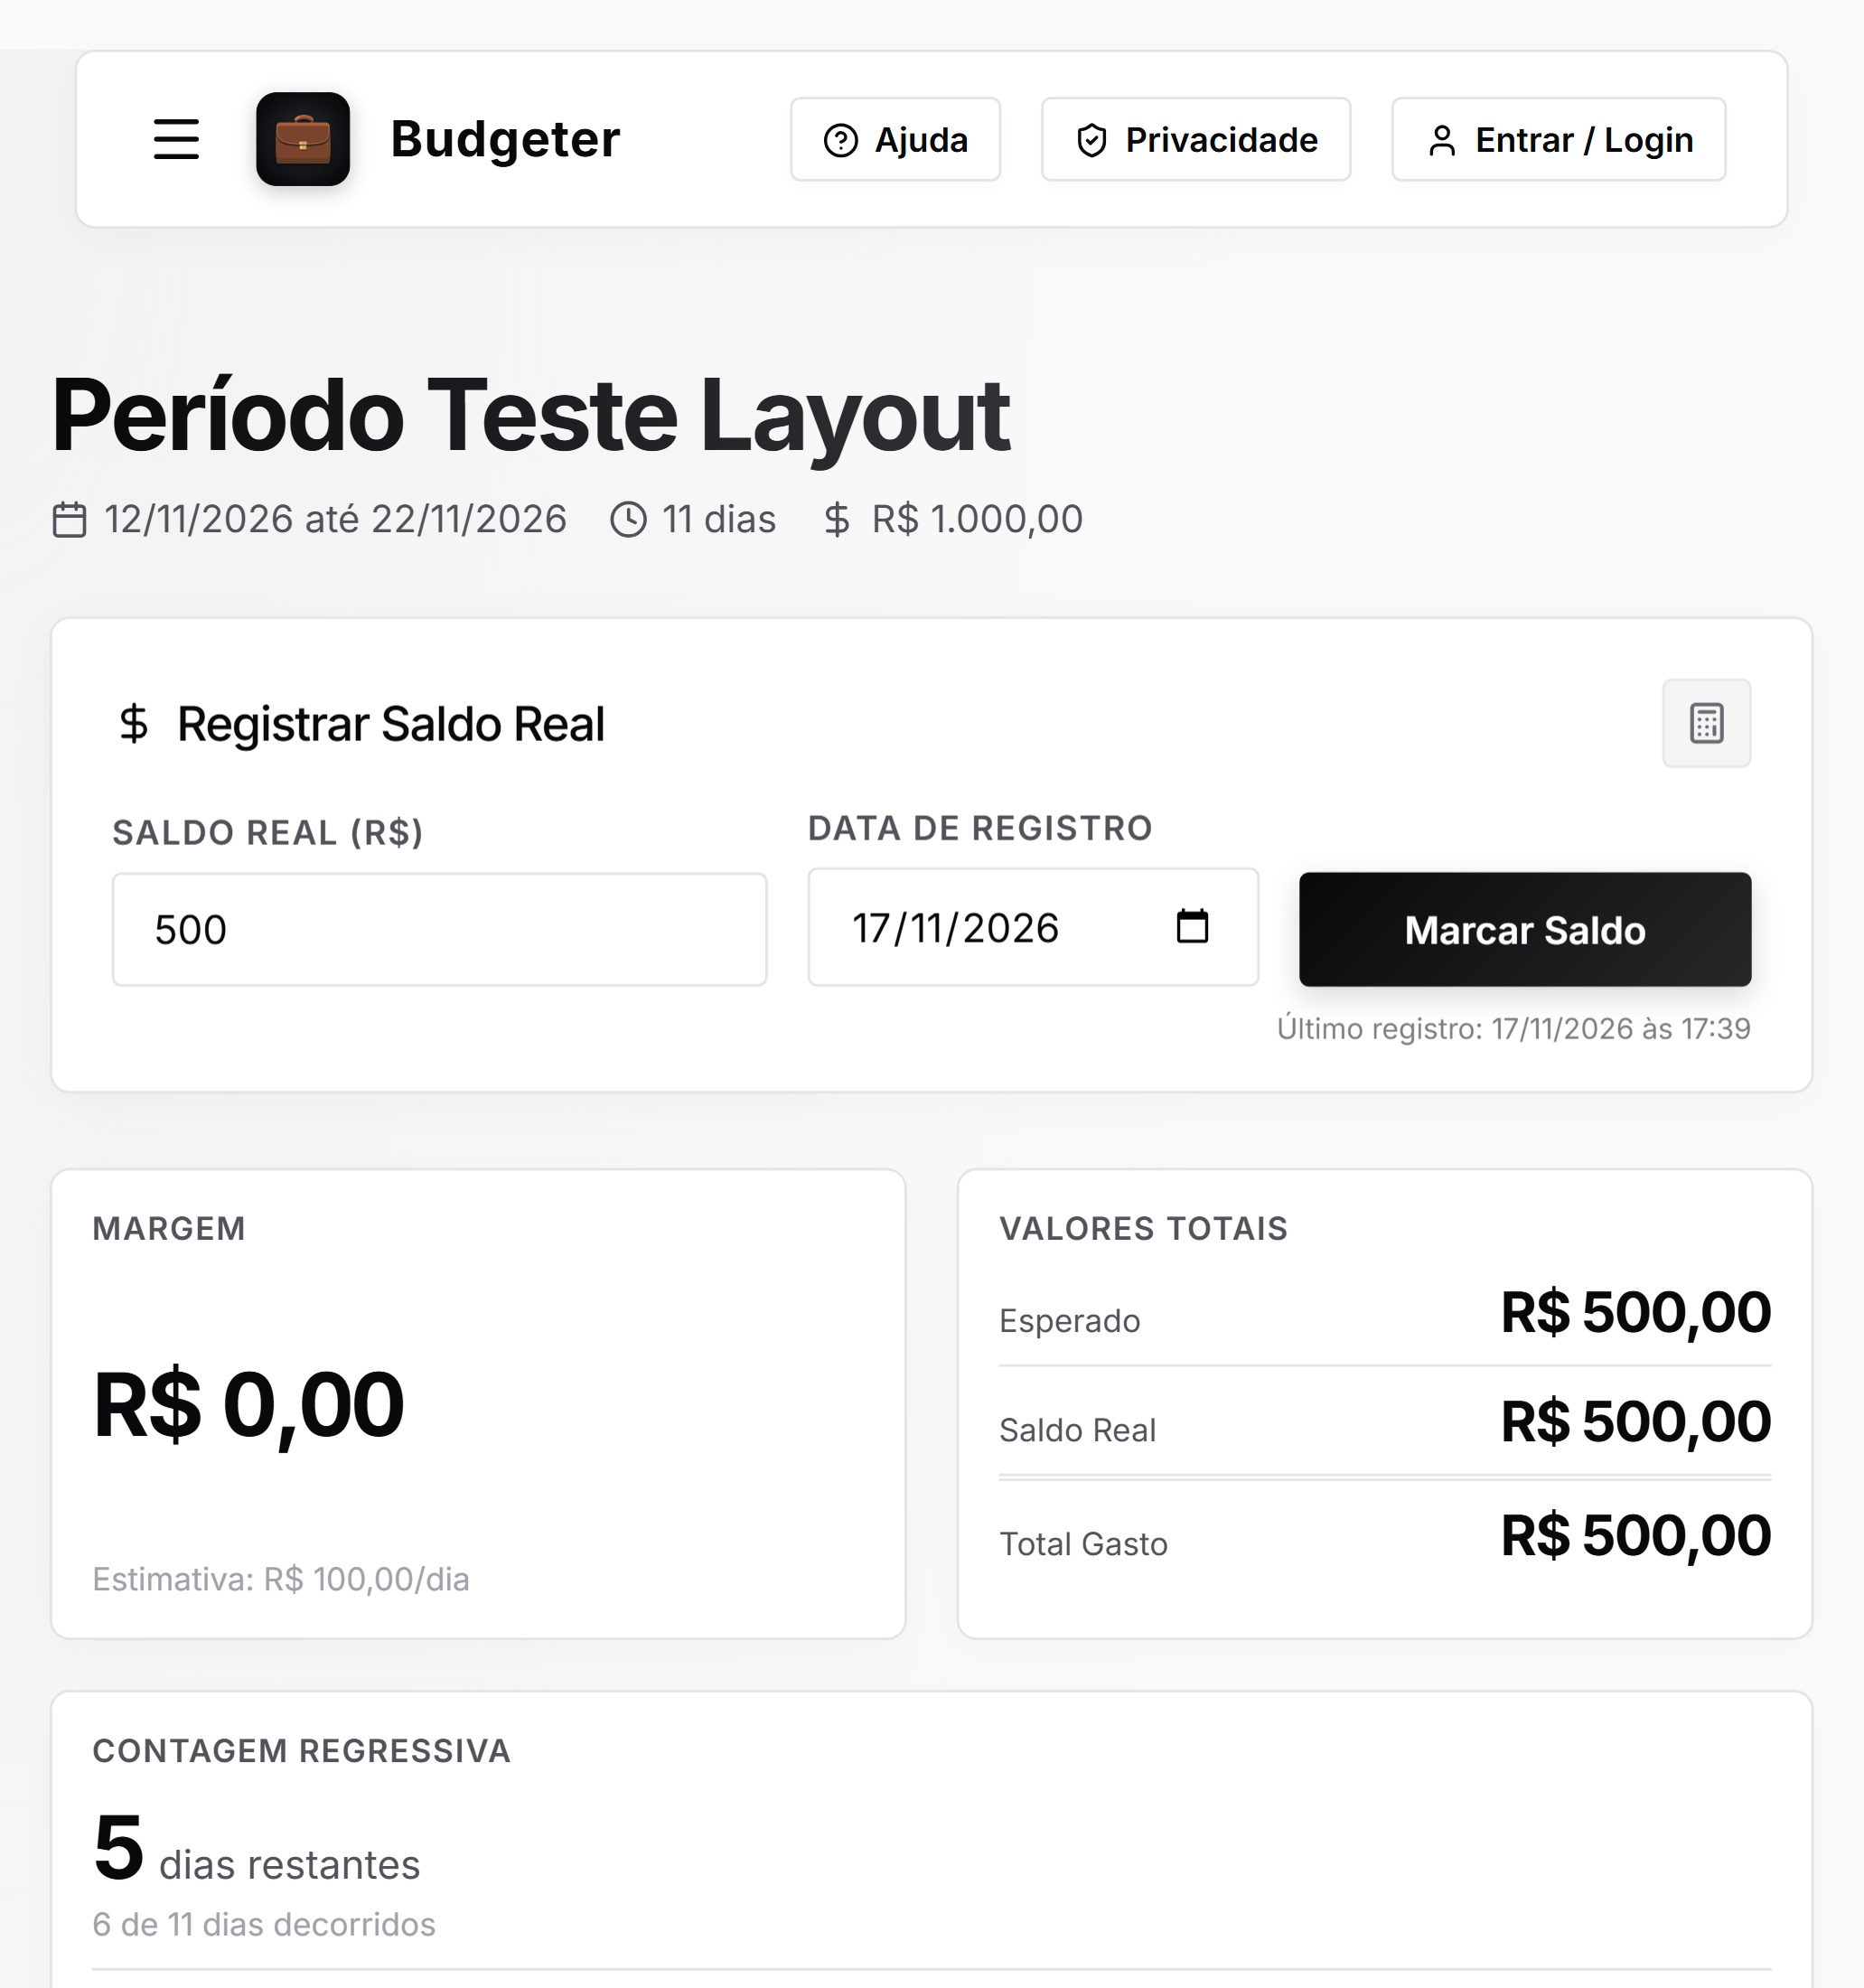 Budgeter
Ajuda
Privacidade
Entrar / Login
Período Teste Layout
12/11/2026 até 22/11/2026 11 dias R$ 1.000,00
Registrar Saldo Real
SALDO REAL (R$)
500
DATA DE REGISTRO
17/11/2026
Marcar Saldo
Último registro: 17/11/2026 às 17:39
MARGEM
R$ 0,00
Estimativa: R$ 100,00/dia
VALORES TOTAIS
Esperado R$ 500,00
Saldo Real R$ 500,00
Total Gasto R$ 500,00
CONTAGEM REGRESSIVA
5 dias restantes
6 de 11 dias decorridos